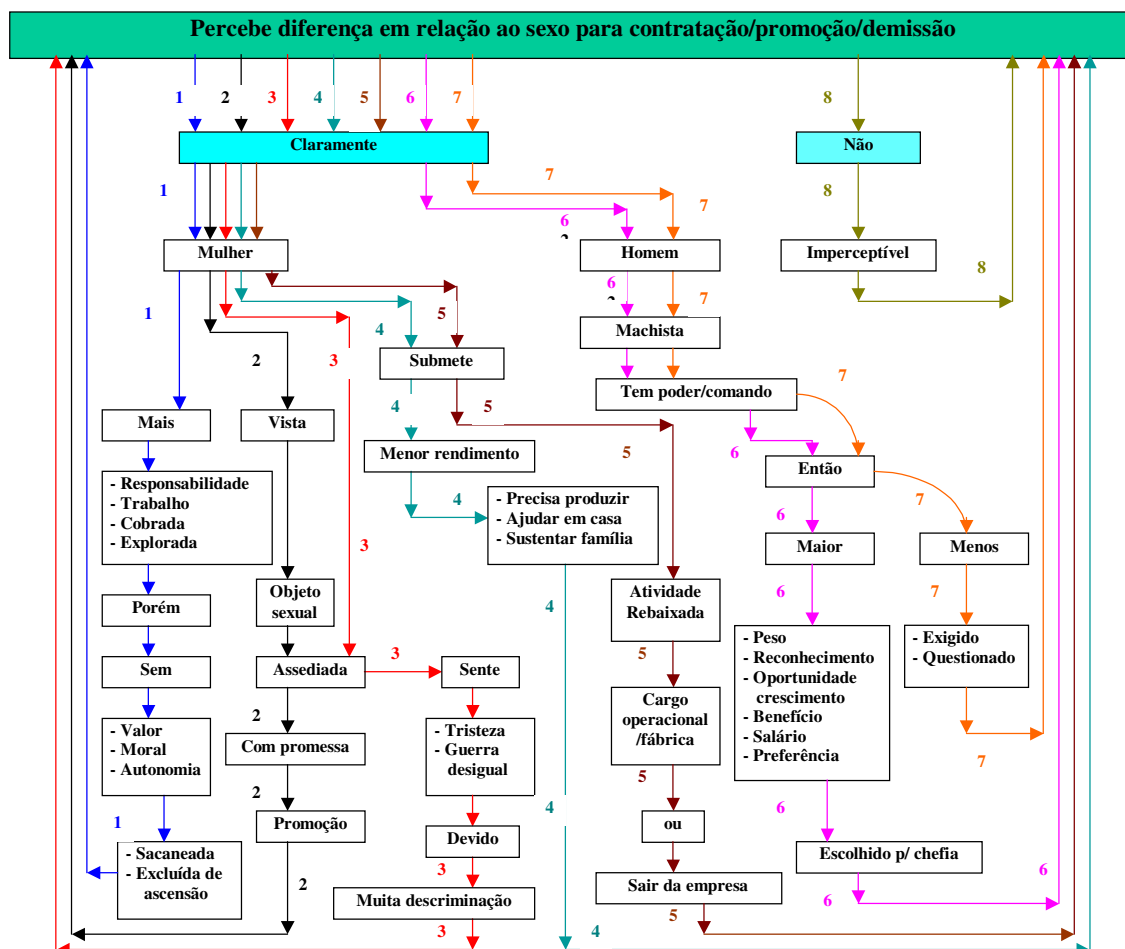 Percebe diferença em relação ao sexo para contratação/promoção/demissão
1
2
3
4
5
6
7
8
Claramente
Não
1
7
8
6
7
2
Mulher
Homem
Imperceptível
8
1
6
7
2
4
5
Machista
2
3
Submete
Tem poder/comando
7
4
5
Mais
Vista
6
5
Menor rendimento
Então
- Responsabilidade
- Trabalho
- Cobrada
- Explorada
4
- Precisa produzir
- Ajudar em casa
- Sustentar família
7
6
3
Maior
Menos
Objeto
sexual
Atividade
Rebaixada
6
7
4
Porém
- Peso
- Reconhecimento
- Oportunidade
crescimento
- Benefício
- Salário
- Preferência
- Exigido
- Questionado
Sem
Assediada
3
Sente
5
- Valor
- Moral
- Autonomia
2
Com promessa
- Tristeza
- Guerra
desigual
Cargo
operacional
/fábrica
7
5
2
4
6
1
Promoção
Devido
ou
- Sacaneada
- Excluída de
ascensão
2
3
Escolhido p/ chefia
6
Muita descriminação
Sair da empresa
6
3
4
5